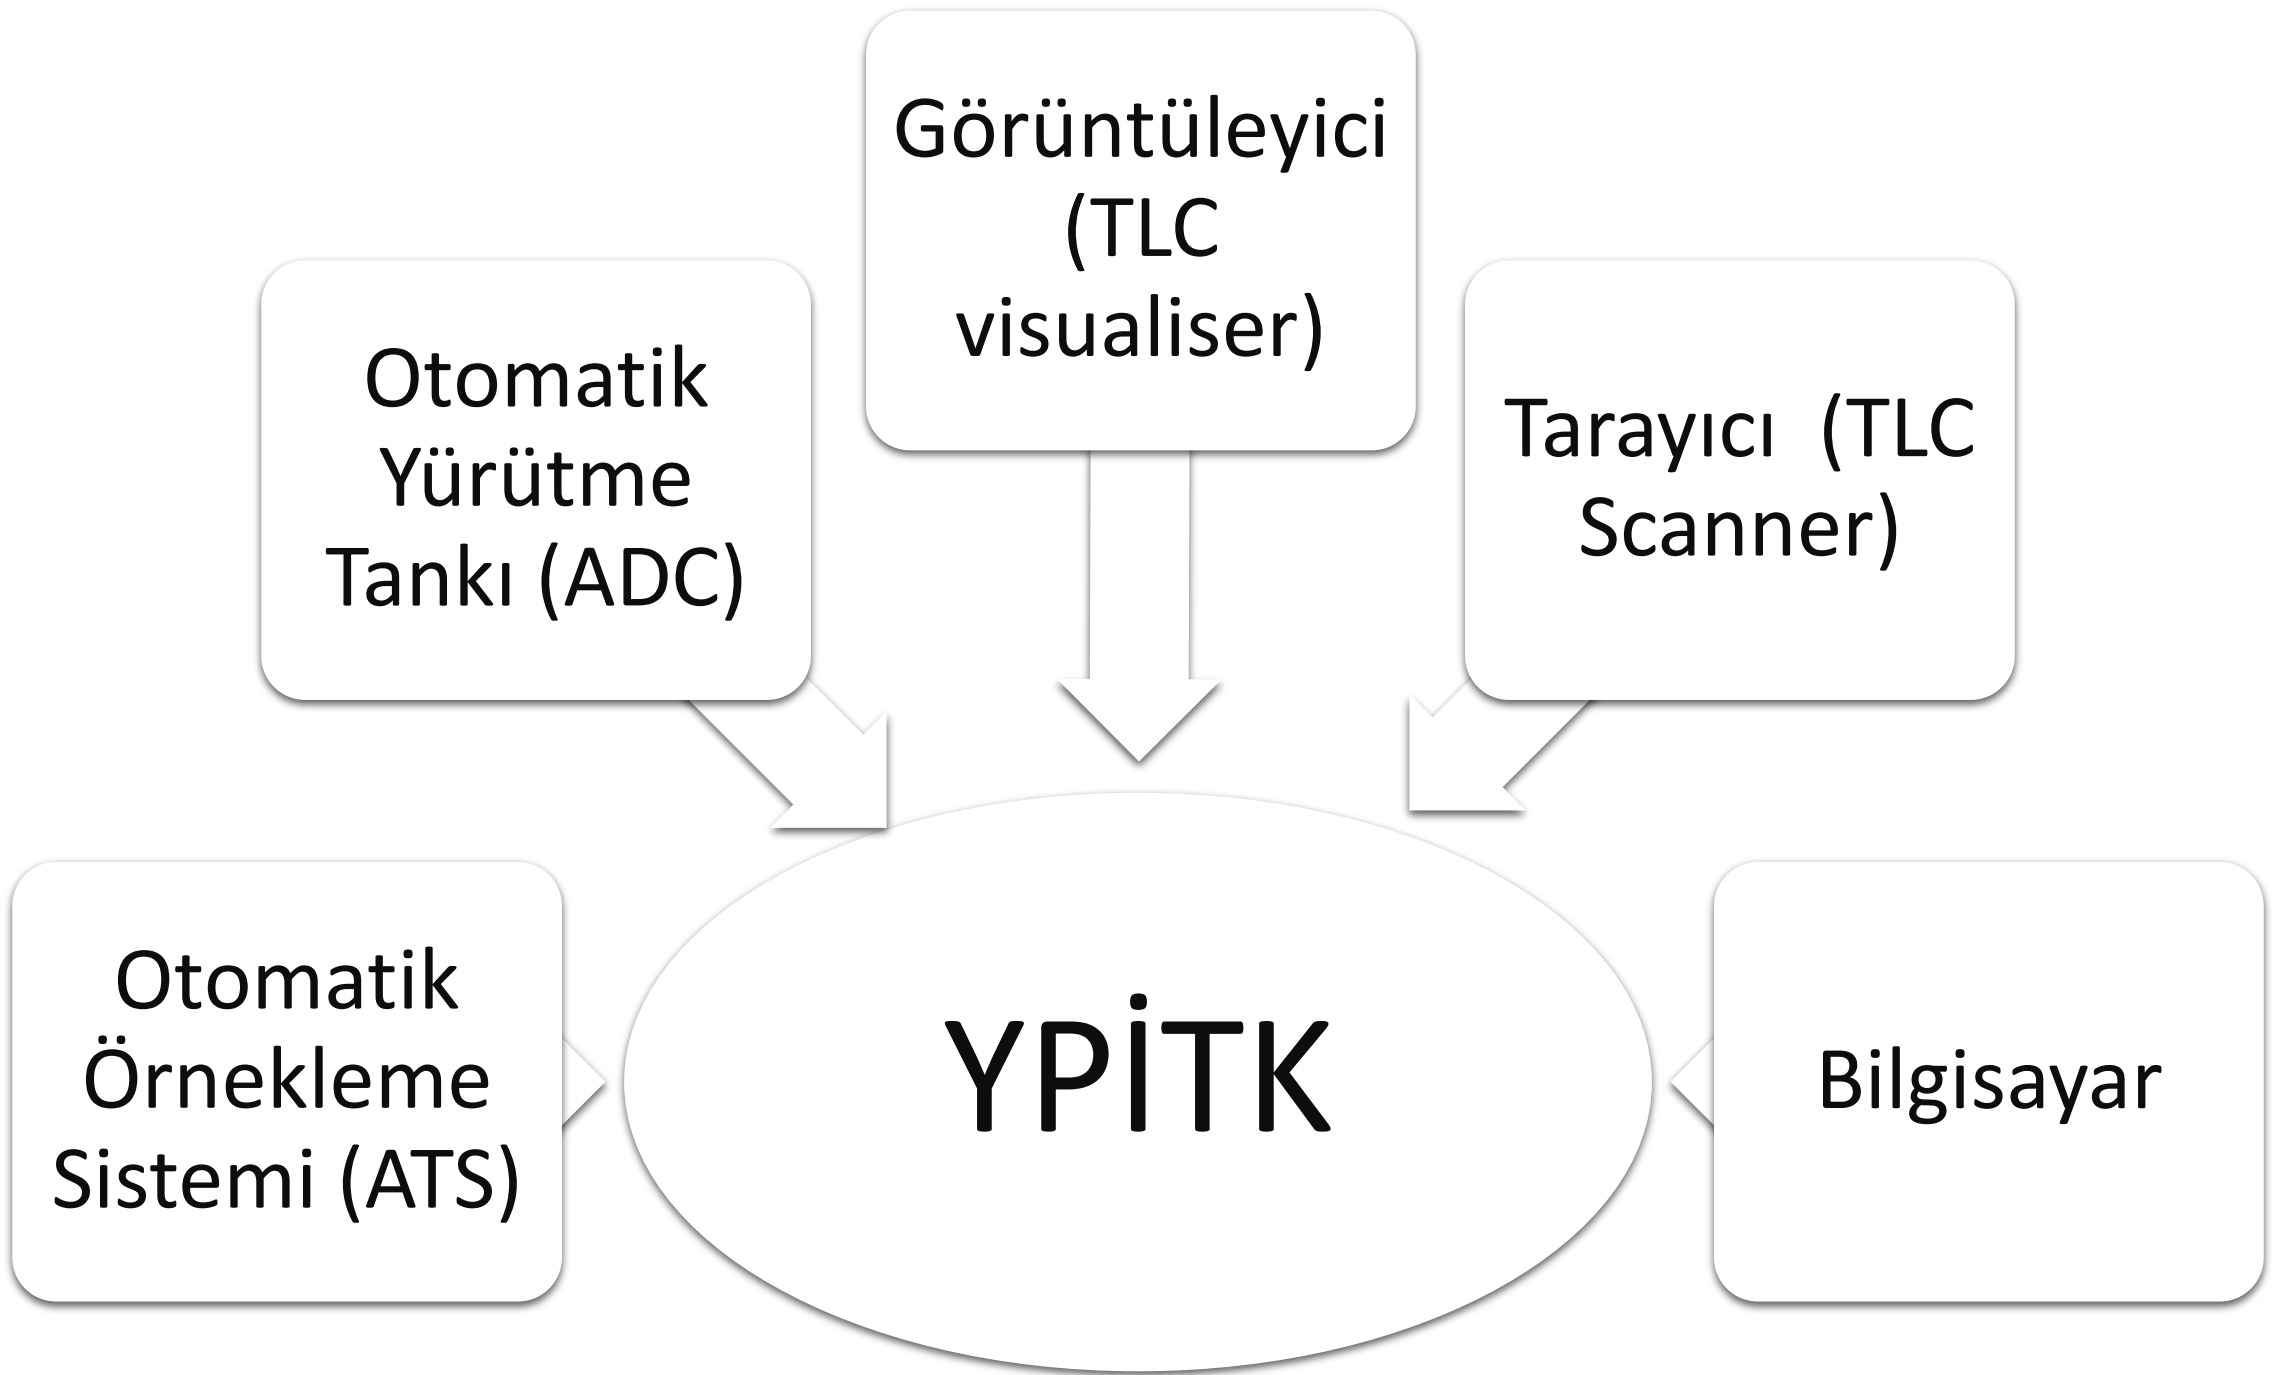 Görüntüleyici
(TLC
visualiser)
Otomatik
Yürütme
Tankı (ADC)
Tarayıcı  (TLC
Scanner)
Otomatik
Örnekleme
Sistemi (ATS)
YPİTK
Bilgisayar